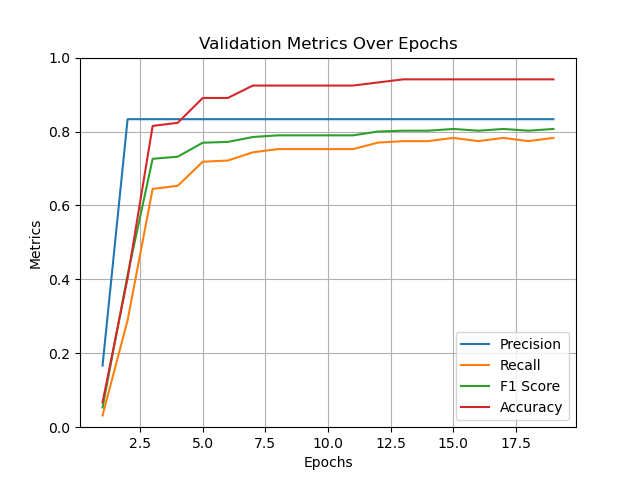 Validation Metrics Over Epochs
Metrics
1.0
0.8
0.6
0.4
0.2
0.0
2.5 5.0 7.5 10.0 12.5 15.0 17.5
Epochs
Precision
Recall
F1 Score
Accuracy